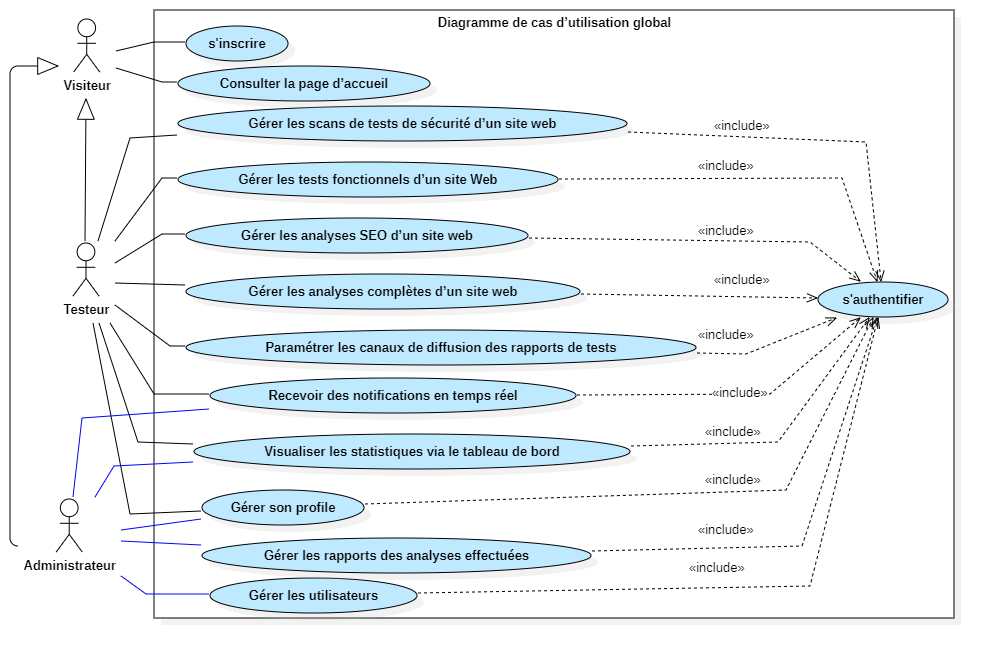 Diagramme de cas d’utilisation global
s'inscrire
Visiteur
Consulter la page d’accueil
Gérer les scans de tests de sécurité d’un site web
«include»
Gérer les tests fonctionnels d’un site Web
«include»
Gérer les analyses SEO d’un site web
«include»
Gérer les analyses complètes d’un site web
«include»
s'authentifier
Testeur
Paramétrer les canaux de diffusion des rapports de tests
«include»
Recevoir des notifications en temps réel
«include»
Visualiser les statistiques via le tableau de bord
«include»
Gérer son profile
«include»
Gérer les rapports des analyses effectuées
«include»
Administrateur
Gérer les utilisateurs
«include»